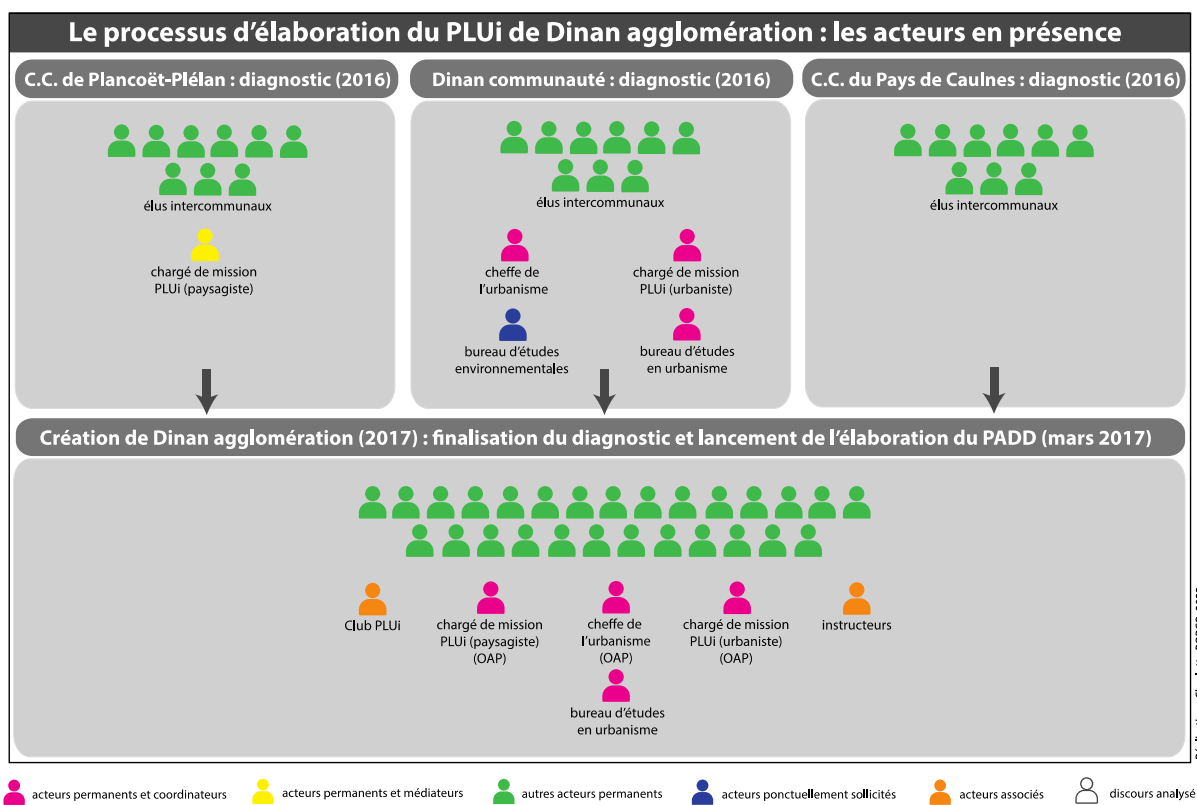 Le processus d’élaboration du PLUi de Dinan agglomération : les acteurs en présence
C.C. de Plancoët-Plélan : diagnostic (2016)
élus intercommunaux
chargé de mission
PLUi (paysagiste)
Dinan communauté : diagnostic (2016)
élus intercommunaux
cheffe de
l’urbanisme
chargé de mission
PLUi (urbaniste)
bureau d’études
environnementales
bureau d’études
en urbanisme
C.C. du Pays de Caulnes : diagnostic (2016)
élus intercommunaux
Création de Dinan agglomération (2017) : finalisation du diagnostic et lancement de l’élaboration du PADD (mars 2017)
Club PLUi
chargé de mission
PLUi (paysagiste)
(OAP)
cheffe de
l’urbanisme
(OAP)
chargé de mission
PLUi (urbaniste)
(OAP)
instructeurs
bureau d’études
en urbanisme
acteurs permanents et coordinateurs
acteurs permanents et médiateurs
autres acteurs permanents
acteurs ponctuellement sollicités
acteurs associés
discours analysé